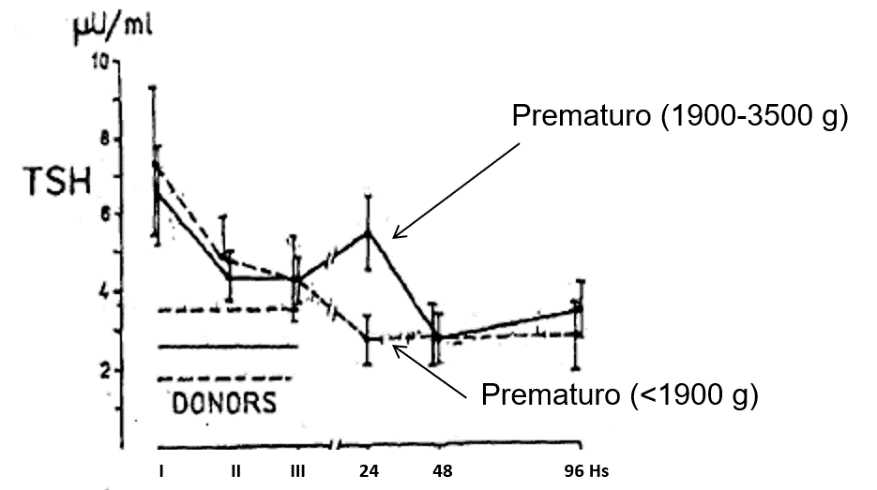 µU/ml
10
8
Prematuro (1900-3500 g)
TSH
6
4
2
DONORS
Prematuro (<1900 g)
I II III 24 48 96 Hs